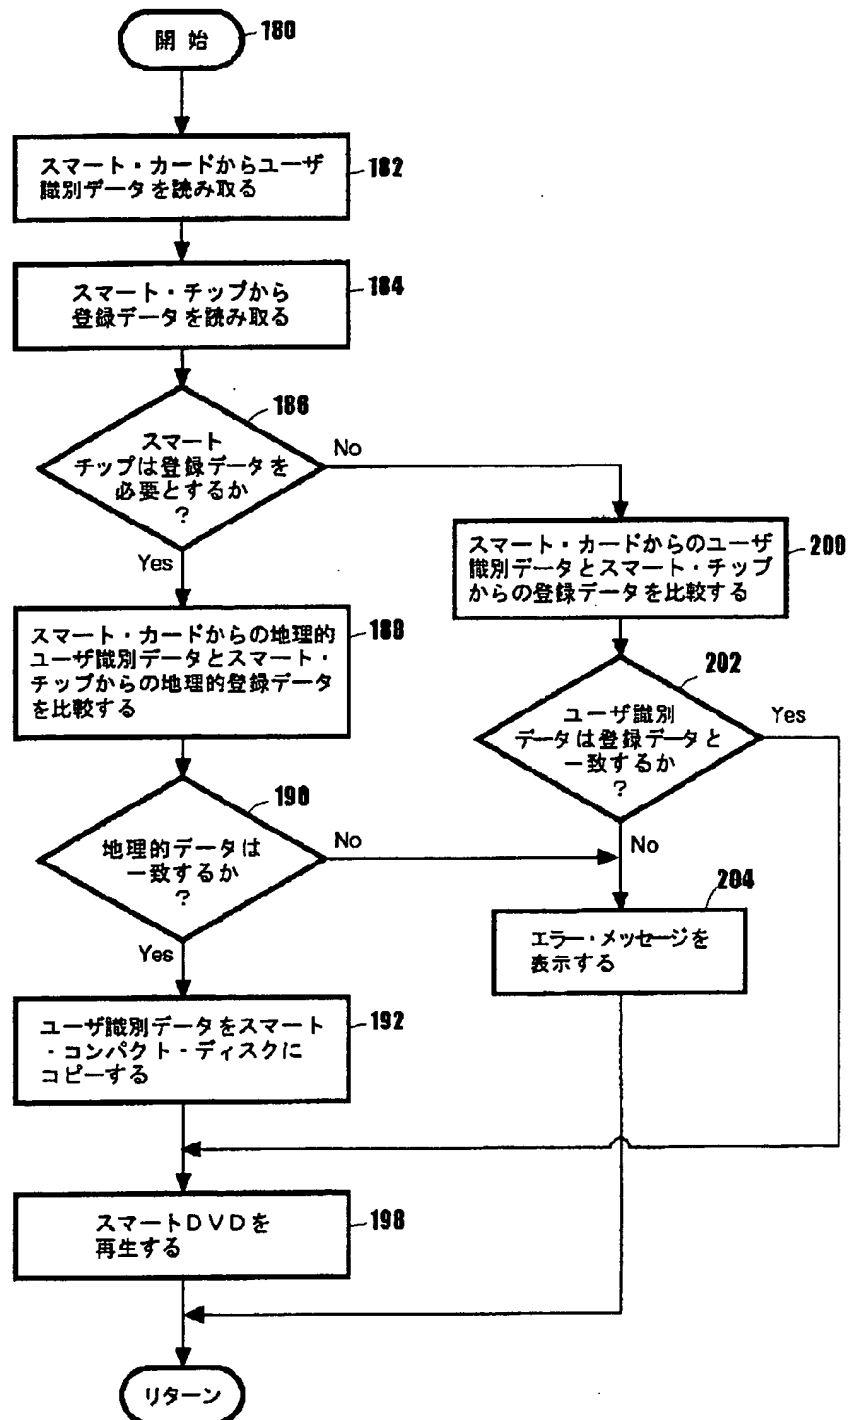 開始
180
スマート・カードからユーザ
識別データを読み取る
182
スマート・チップから
登録データを読み取る
184
186
スマート
チップは登録データを
必要とするか
?
No
Yes
スマート・カードからのユーザ
識別データとスマート・チップ
からの登録データを比較する
200
スマート・カードからの地理的
ユーザ識別データとスマート・
チップからの地理的登録データ
を比較する
188
202
ユーザ識別
データは登録データと
一致するか
?
Yes
No
190
地理的データは
一致するか
?
No
Yes
204
エラー・メッセージを
表示する
ユーザ識別データをスマート
・コンパクト・ディスクに
コピーする
192
スマートDVDを
再生する
198
リターン